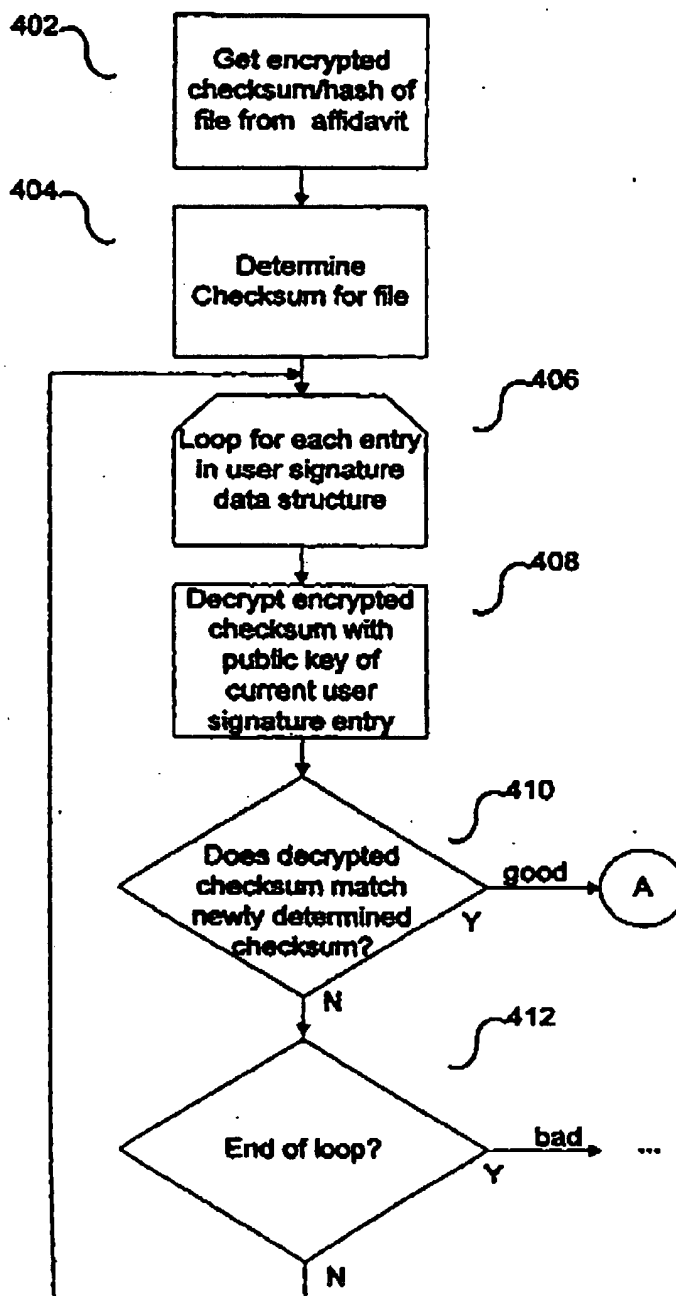 402
Get encrypted
checksum/hash of
file from affidavit
404
Determine
Checksum for file
406
Loop for each entry
in user signature
data structure
408
Decrypt encrypted
checksum with
public key of
current user
signature entry
410
Does decrypted
checksum match
newly determined
checksum?
good
A
Y
N
412
End of loop?
bad
...
Y
N